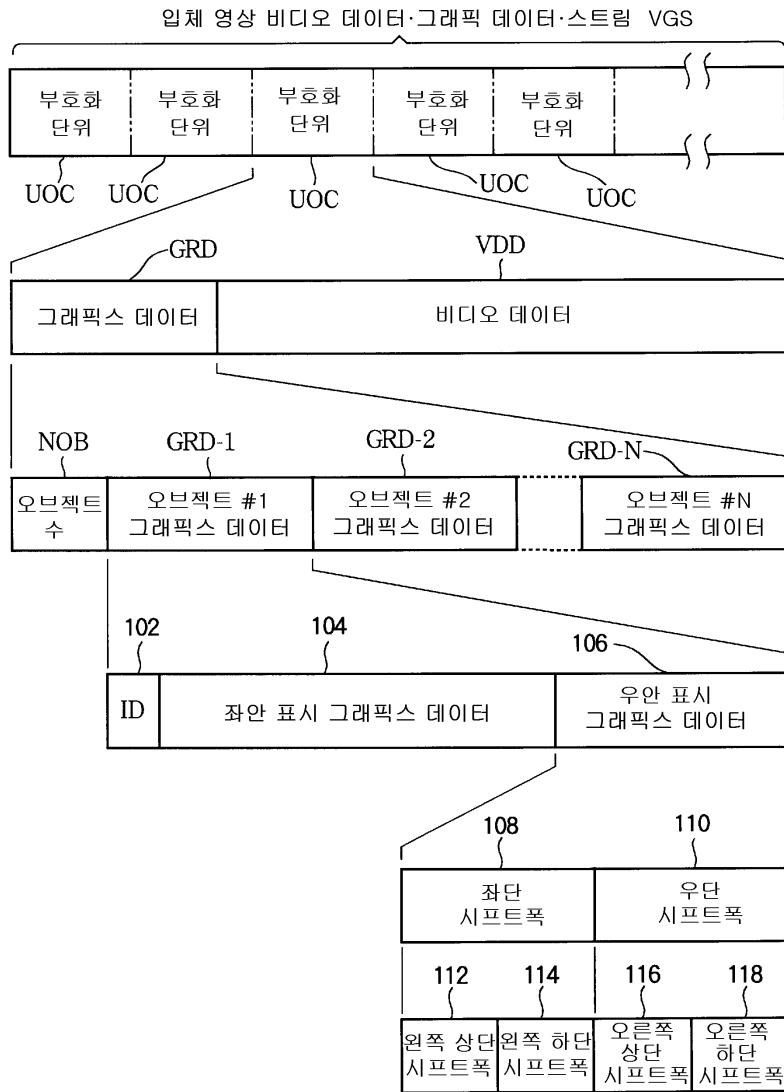 입체 영상 비디오 데이터·그래픽 데이터·스트림 VGS
부호화 부호화 부호화 부호화 부호화
단위 단위 단위 단위 단위
UOC UOC UOC UOC UOC
GRD VDD
그래픽스 데이터 비디오 데이터
NOB GRD-1 GRD-2 GRD-N
오브젝트 오브젝트 #1 오브젝트 #2 오브젝트 #N
수 그래픽스 데이터 그래픽스 데이터 그래픽스 데이터
102 104 106
ID 좌안 표시 그래픽스 데이터 우안 표시
그래픽스 데이터
108 110
좌단 우단
시프트폭 시프트폭
112 114 116 118
왼쪽 상단 왼쪽 하단 오른쪽 오른쪽
시프트폭 시프트폭 상단 하단
시프트폭 시프트폭